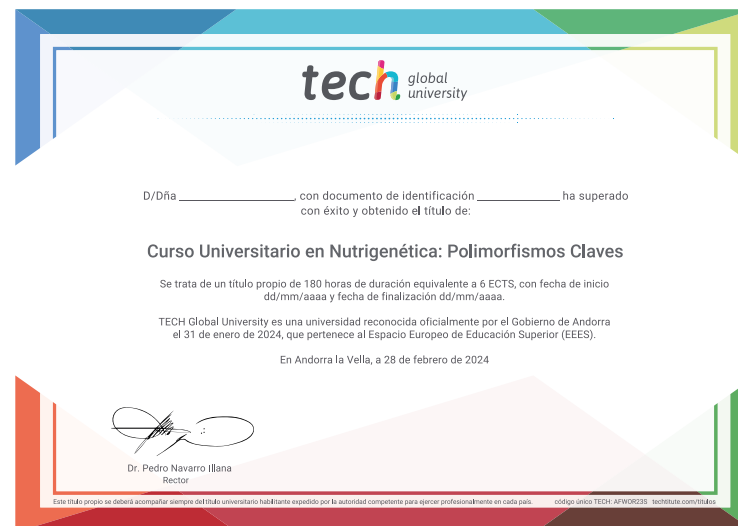 tech global university
D/Dña ____________________, con documento de identificación ______________ ha superado
con éxito y obtenido el título de:
Curso Universitario en Nutrigenética: Polimorfismos Claves
Se trata de un título propio de 180 horas de duración equivalente a 6 ECTS, con fecha de inicio
dd/mm/aaaa y fecha de finalización dd/mm/aaaa.
TECH Global University es una universidad reconocida oficialmente por el Gobierno de Andorra
el 31 de enero de 2024, que pertenece al Espacio Europeo de Educación Superior (EEES).
En Andorra la Vella, a 28 de febrero de 2024
Dr. Pedro Navarro Illana
Rector
Este título propio se deberá acompañar siempre del título universitario habilitante expedido por la autoridad competente para ejercer profesionalmente en cada país. código único TECH: AFWOR23S techtitute.com/titulos